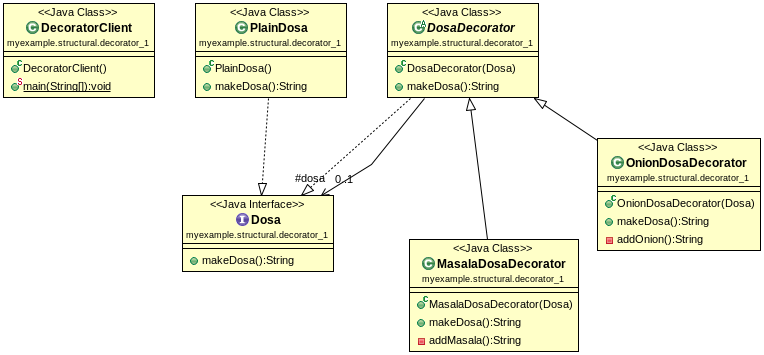 <<Java Class>>
DecoratorClient
myexample.structural.decorator_1
DecoratorClient()
main(String[]):void
<<Java Class>>
PlainDosa
myexample.structural.decorator_1
PlainDosa()
makeDosa():String
<<Java Class>>
DosaDecorator
myexample.structural.decorator_1
DosaDecorator(Dosa)
makeDosa():String
#dosa
0..1
<<Java Interface>>
Dosa
myexample.structural.decorator_1
makeDosa():String
<<Java Class>>
OnionDosaDecorator
myexample.structural.decorator_1
OnionDosaDecorator(Dosa)
makeDosa():String
addOnion():String
<<Java Class>>
MasalaDosaDecorator
myexample.structural.decorator_1
MasalaDosaDecorator(Dosa)
makeDosa():String
addMasala():String